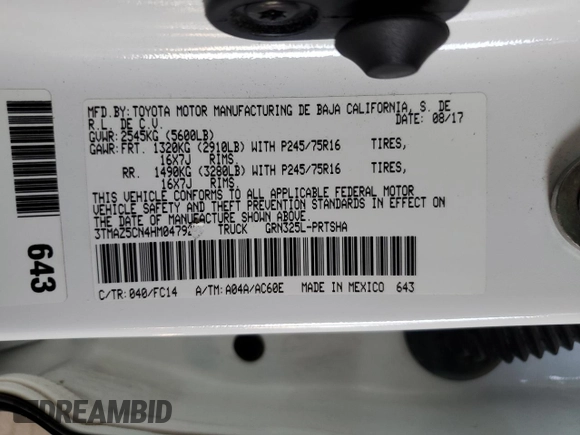 MFD.BY:TOYOTA MOTOR MANUFACTURING DE BAJA CALIFORNIA, S. DE
R.L. DE C.V. DATE: 08/17
GVWR:2545KG (5600LB)
GAWR:FRT. 1320KG (2910LB) WITH P245/75R16 TIRES,
16X7J RIMS
RR. 1490KG (3280LB) WITH P245/75R16 TIRES,
16X7J RIMS
THIS VEHICLE CONFORMS TO ALL APPLICABLE FEDERAL MOTOR
VEHICLE SAFETY AND THEFT PREVENTION STANDARDS IN EFFECT ON
THE DATE OF MANUFACTURE SHOWN ABOVE.
TRUCK GRN325L-PRTSHA
C/TR:040/FC14 A/TM:A04A/AC60E MADE IN MEXICO 643
643
DREAMBID